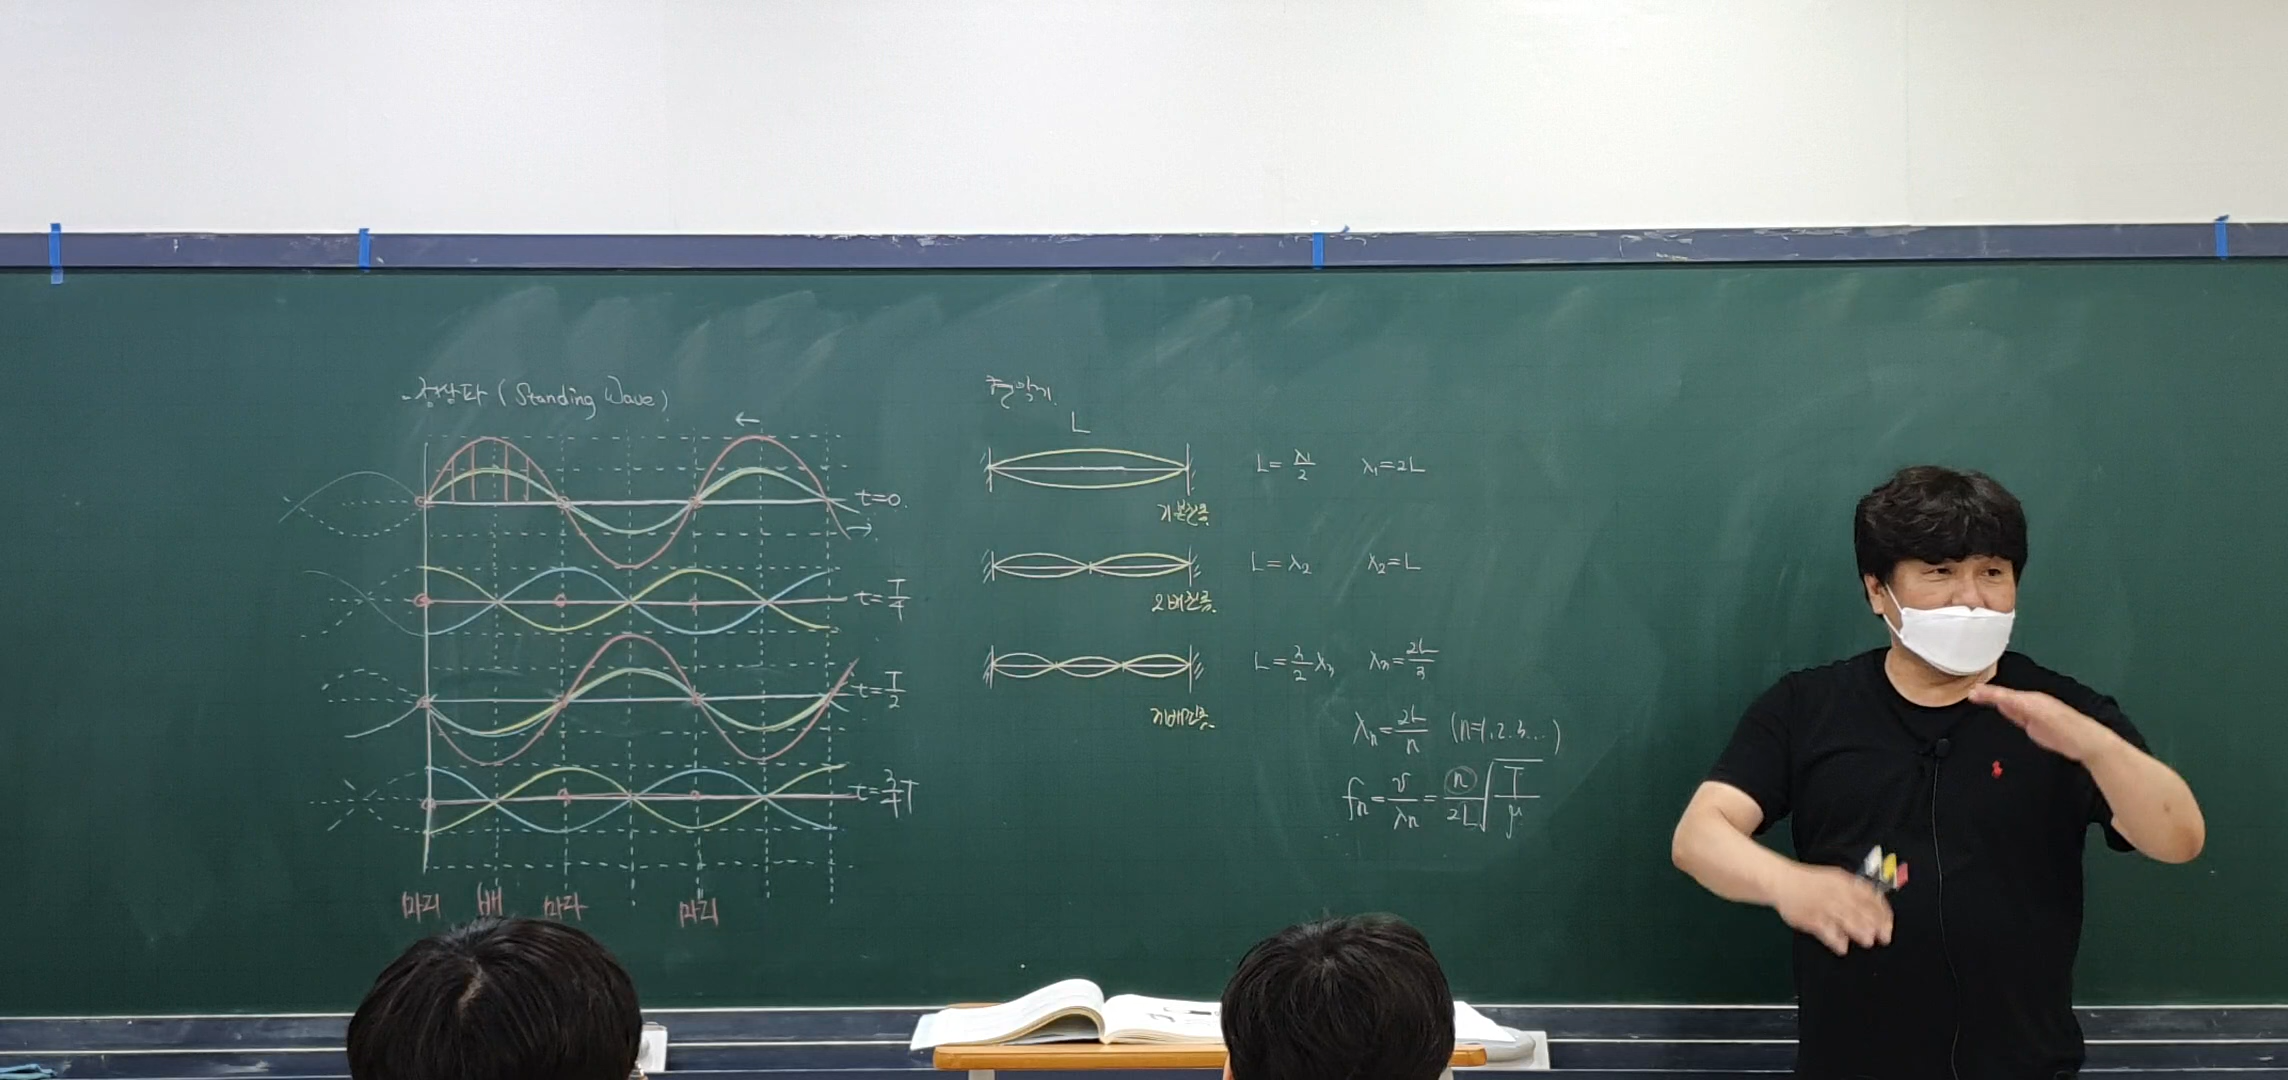 정상파 (Standing Wave)
t=0
t=T/4
t=T/2
t=3/4T
마디 배 마디 마디
현악기
L
L=λ₁/2 λ₁=2L
기본진동
L=λ₂ λ₂=L
2배진동
L=3/2λ₃ λ₃=2L/3
3배진동
λn=2L/n (n=1.2.3...)
fn=v/λn=n/2L√T/μ